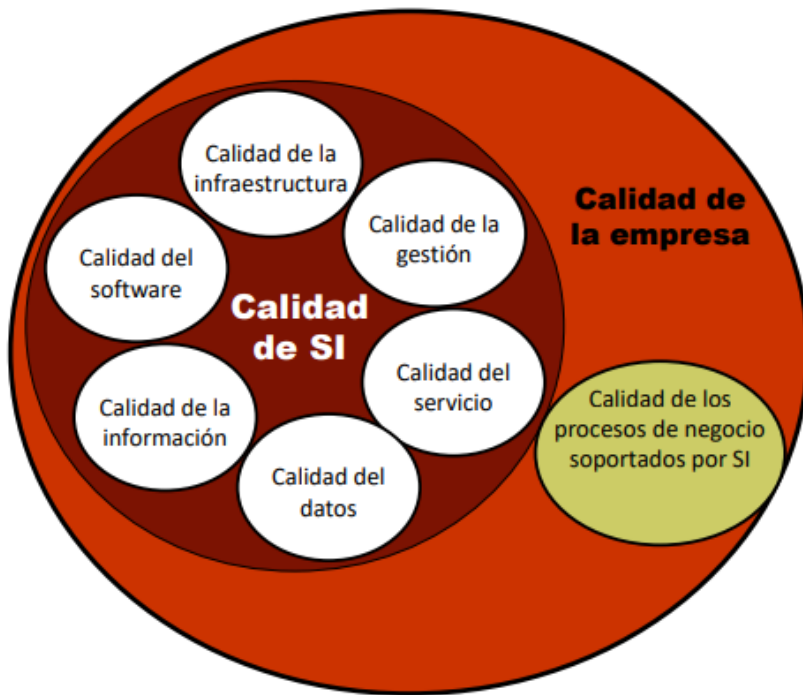 Calidad de la
infraestructura
Calidad de la
gestión
Calidad del
software
Calidad de SI
Calidad de la
información
Calidad del
servicio
Calidad del
datos
Calidad de
la empresa
Calidad de los
procesos de negocio
soportados por SI